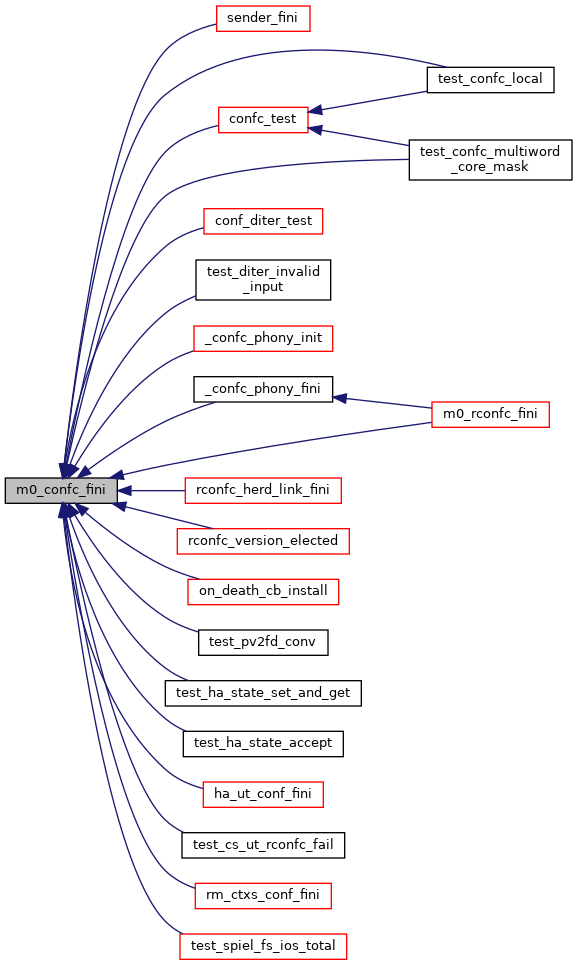 sender_fini
test_confc_local
confc_test
test_confc_multiword
_core_mask
conf_diter_test
test_diter_invalid
_input
_confc_phony_init
_confc_phony_fini
m0_rconfc_fini
m0_confc_fini
rconfc_herd_link_fini
rconfc_version_elected
on_death_cb_install
test_pv2fd_conv
test_ha_state_set_and_get
test_ha_state_accept
ha_ut_conf_fini
test_cs_ut_rconfc_fail
rm_ctxs_conf_fini
test_spiel_fs_ios_total